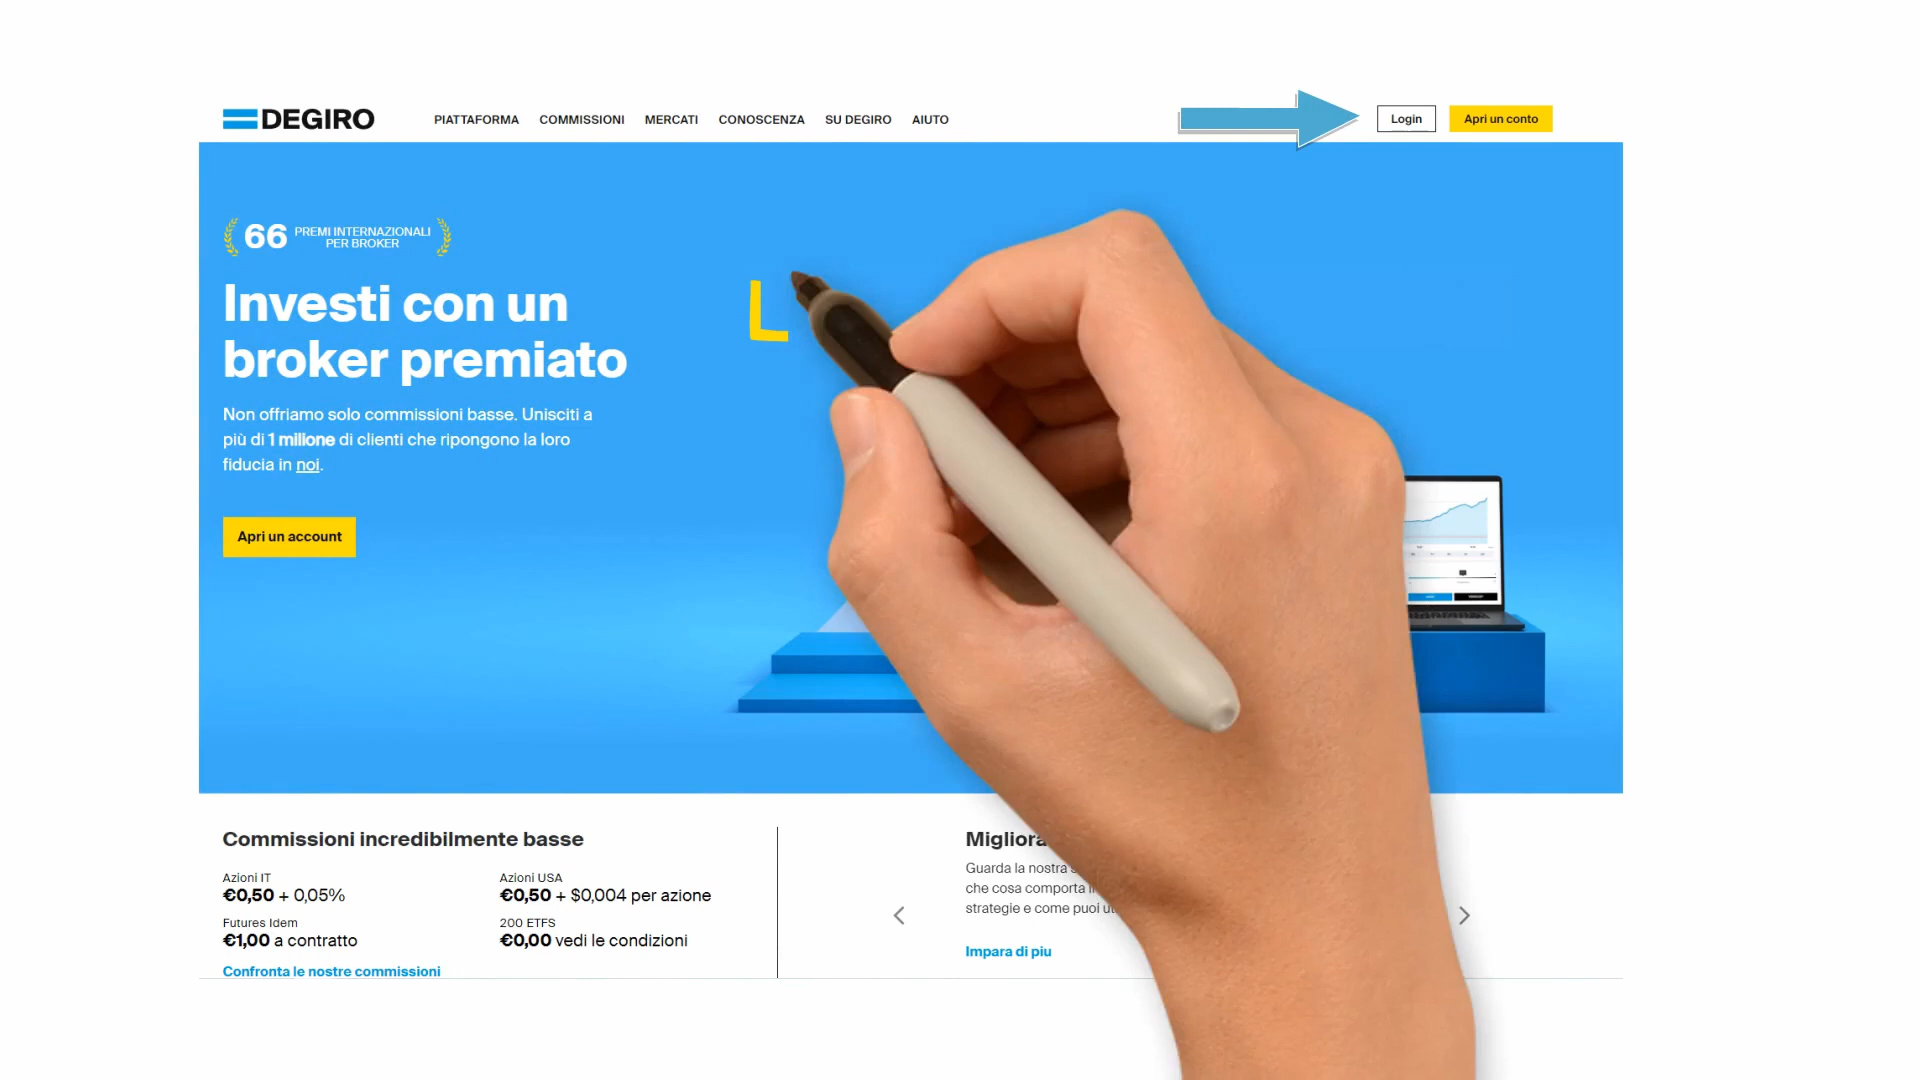 DEGIRO
PIATTAFORMA COMMISSIONI MERCATI CONOSCENZA SU DEGIRO AIUTO
Login
Apri un conto
66 PREMI INTERNAZIONALI
PER BROKER
Investi con un
broker premiato
Non offriamo solo commissioni basse. Unisciti a
più di 1 milione di clienti che ripongono la loro
fiducia in noi.
Apri un account
L
Commissioni incredibilmente basse
Azioni IT
€0,50 + 0,05%
Futures Idem
€1,00 a contratto
Azioni USA
€0,50 + $0,004 per azione
200 ETFS
€0,00 vedi le condizioni
Confronta le nostre commissioni
Migliora
Guarda la nostra
che cosa comporta
strategie e come puoi
Impara di piu